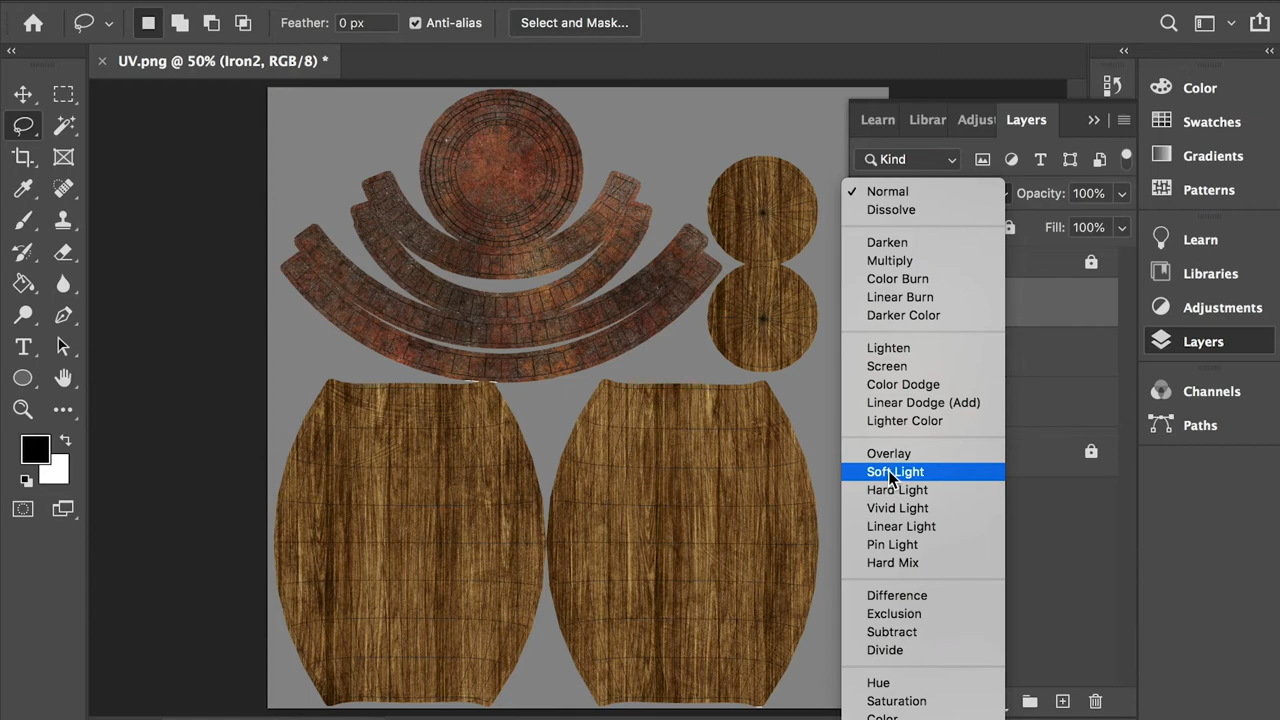 Feather: 0 px Anti-alias Select and Mask...
UV.png @ 50% (Iron2, RGB/8) *
Learn Librar Adjust Layers
Kind
Opacity: 100%
Fill: 100%
Normal
Dissolve
Darken
Multiply
Color Burn
Linear Burn
Darker Color
Lighten
Screen
Color Dodge
Linear Dodge (Add)
Lighter Color
Overlay
Soft Light
Hard Light
Vivid Light
Linear Light
Pin Light
Hard Mix
Difference
Exclusion
Subtract
Divide
Hue
Saturation
Color
Color
Swatches
Gradients
Patterns
Learn
Libraries
Adjustments
Layers
Channels
Paths